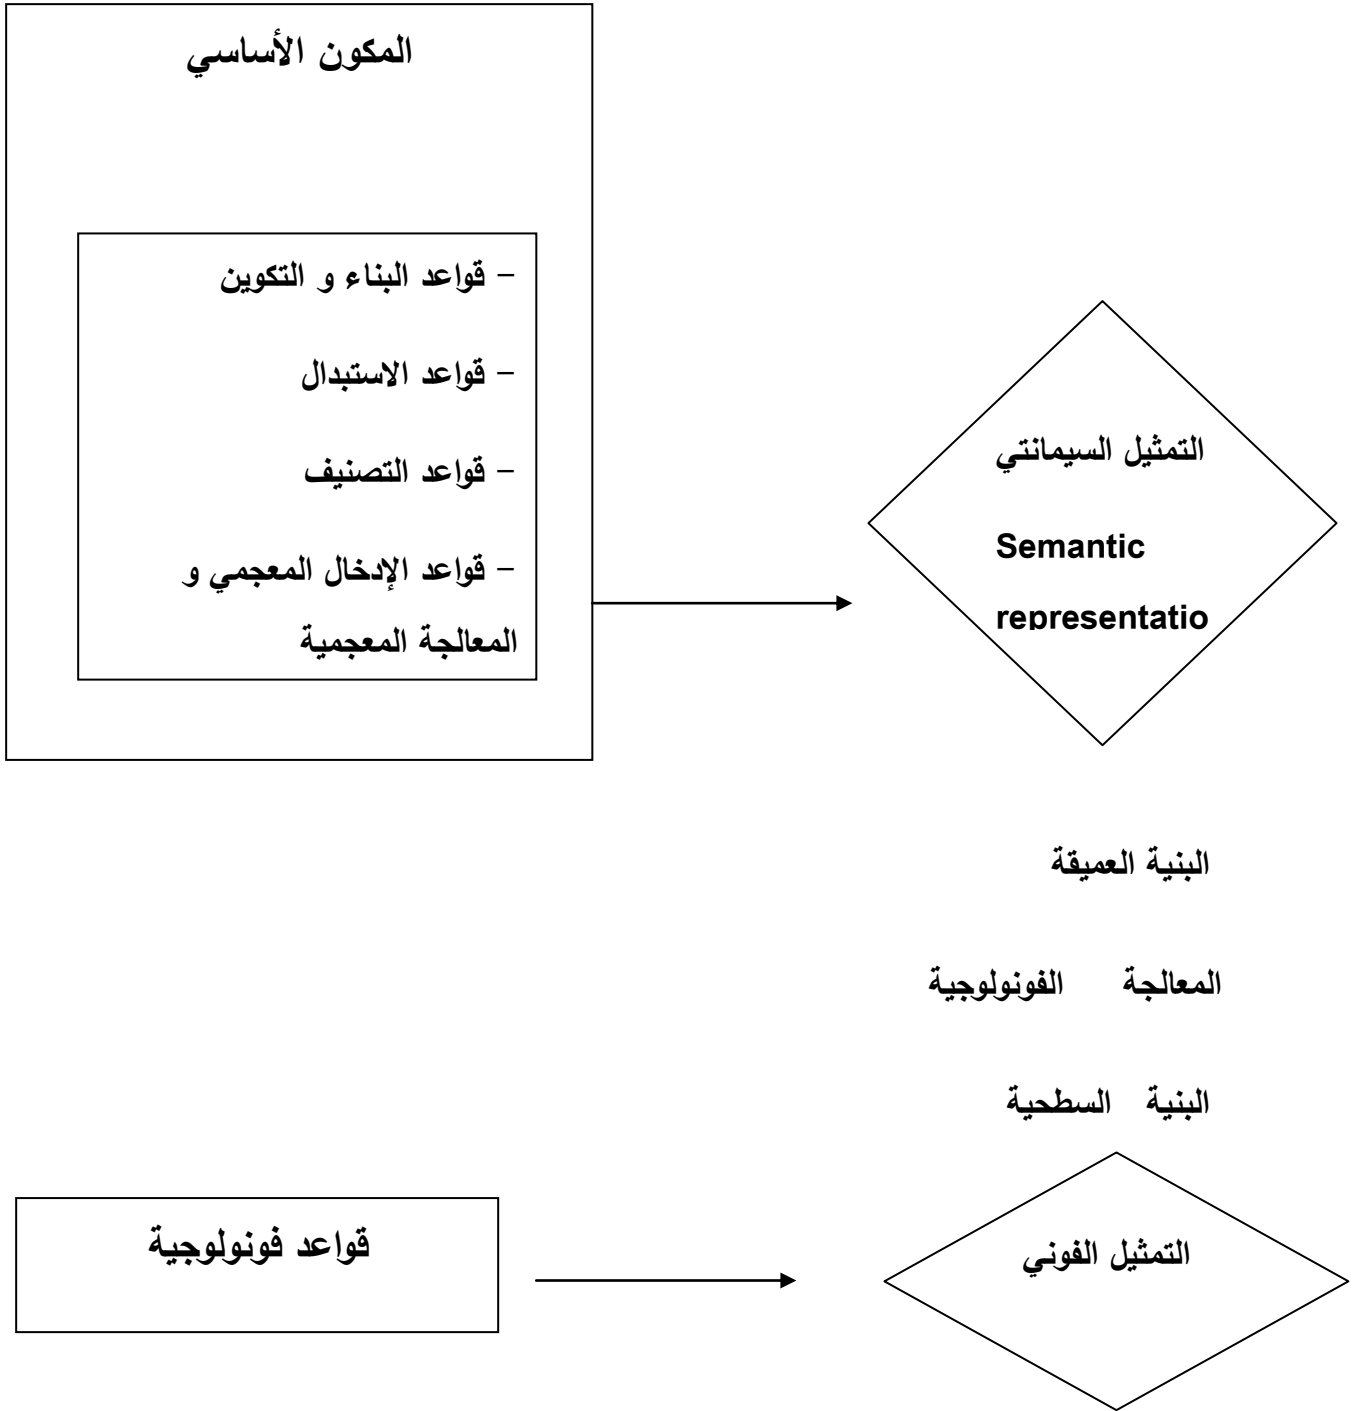 المكون الأساسي
– قواعد البناء و التكوين
– قواعد الاستبدال
– قواعد التصنيف
– قواعد الإدخال المعجمي و
المعالجة المعجمية
التمثيل السيمانتي
Semantic
representatio
البنية العميقة
المعالجة الفونولوجية
البنية السطحية
قواعد فونولوجية
التمثيل الفوني